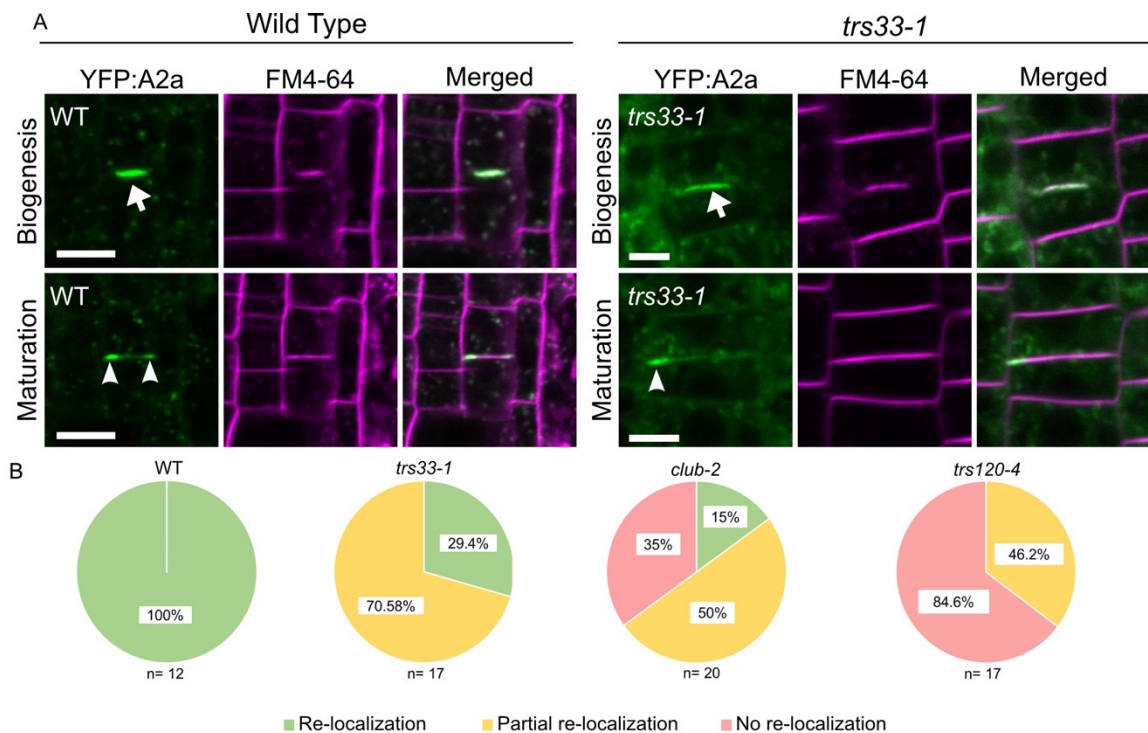 A
Wild Type
trs33-1
YFP:A2a FM4-64 Merged
YFP:A2a FM4-64 Merged
Biogenesis
WT
Biogenesis
trs33-1
Maturation
WT
Maturation
trs33-1
B
WT
trs33-1
club-2
trs120-4
100%
29.4%
70.58%
15%
35%
50%
46.2%
84.6%
n= 12
n= 17
n= 20
n= 17
Re-localization
Partial re-localization
No re-localization